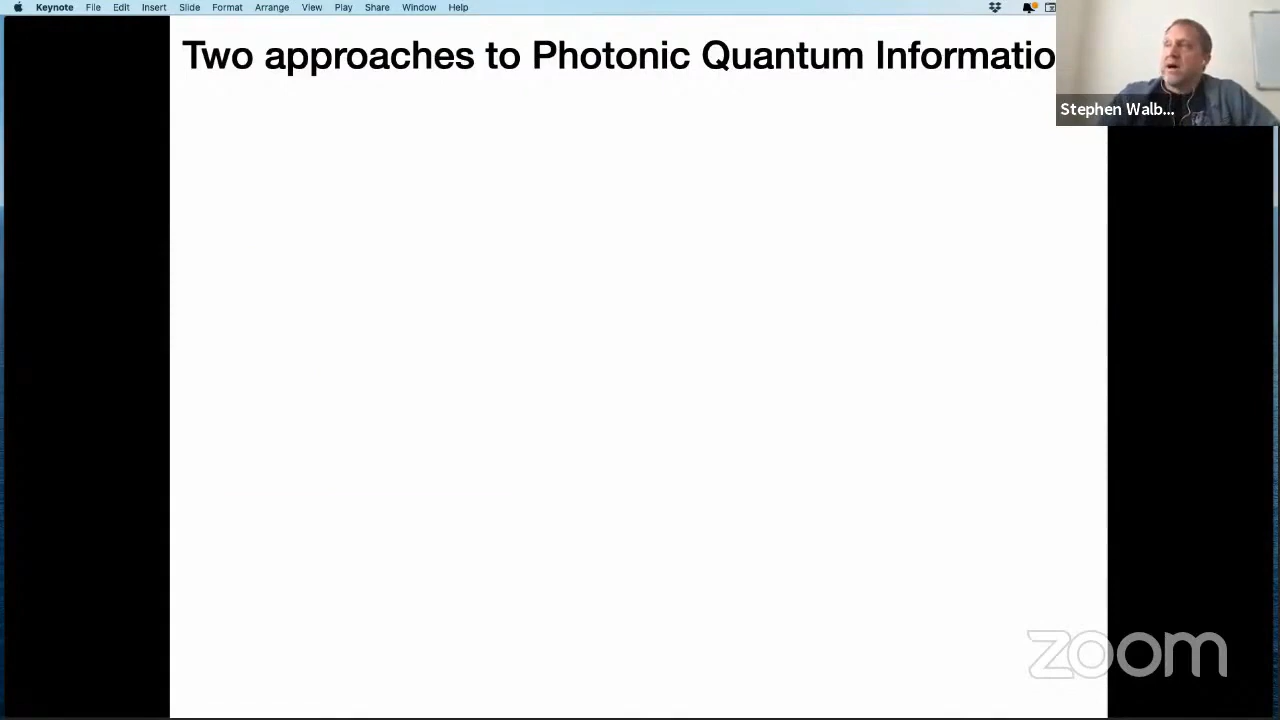 Keynote File Edit Insert Slide Format Arrange View Play Share Window Help
Two approaches to Photonic Quantum Informatio
Stephen Walb...
zoom